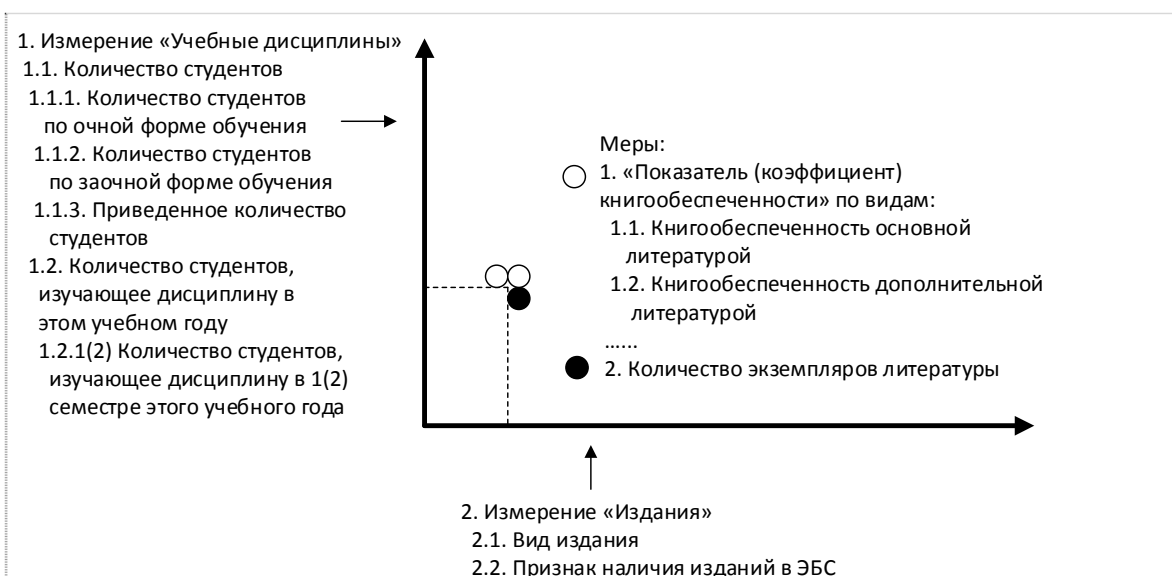 1. Измерение «Учебные дисциплины»
1.1. Количество студентов
1.1.1. Количество студентов
по очной форме обучения
1.1.2. Количество студентов
по заочной форме обучения
1.1.3. Приведенное количество
студентов
1.2. Количество студентов,
изучающее дисциплину в
этом учебном году
1.2.1(2) Количество студентов,
изучающее дисциплину в 1(2)
семестре этого учебного года
Меры:
1. «Показатель (коэффициент)
книгообеспеченности» по видам:
1.1. Книгообеспеченность основной
литературой
1.2. Книгообеспеченность дополнительной
литературой
......
2. Количество экземпляров литературы
2. Измерение «Издания»
2.1. Вид издания
2.2. Признак наличия изданий в ЭБС